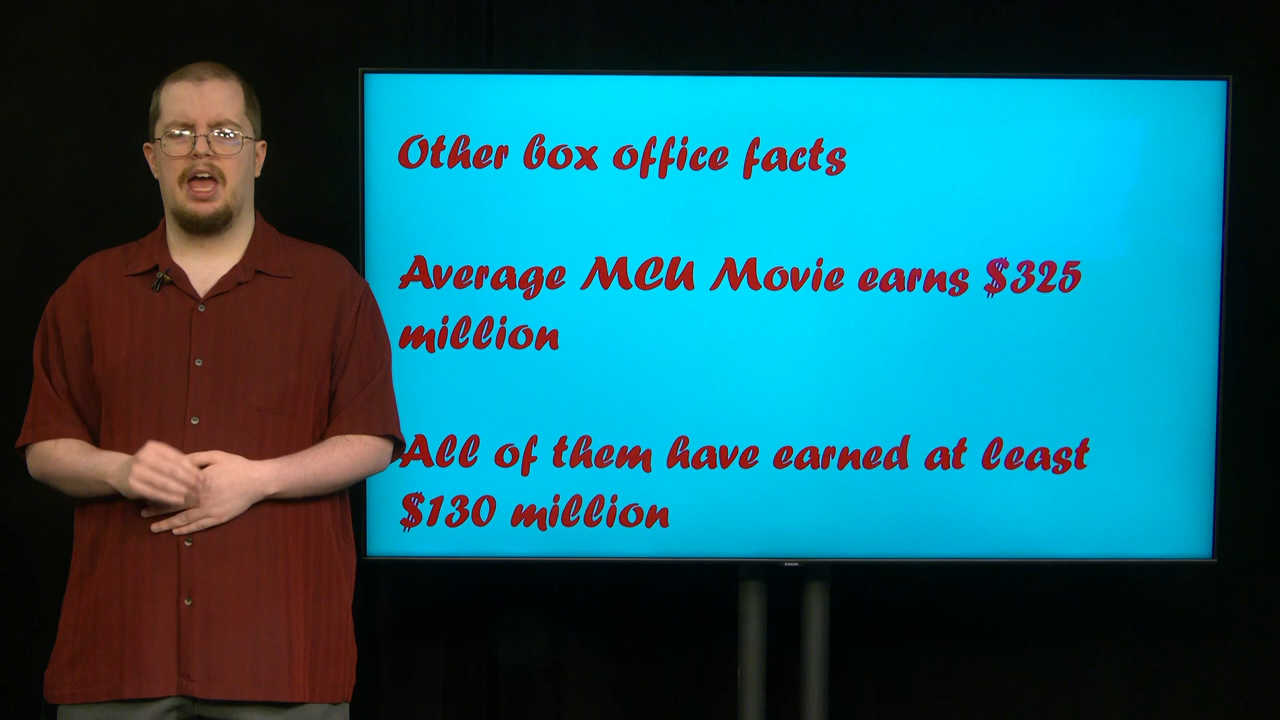 Other box office facts
Average MCU Movie earns $325
million
All of them have earned at least
$130 million
SAMSUNG